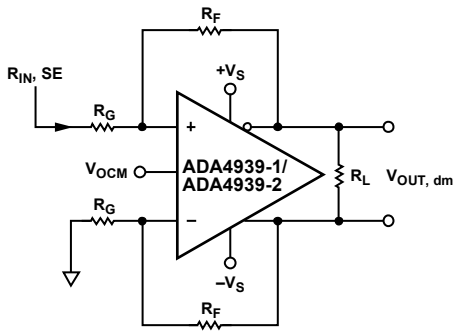 R_F
R_IN, SE
+V_S
R_G
+
V_OCM
ADA4939-1/
ADA4939-2
R_L
V_OUT, dm
R_G
–
–V_S
R_F